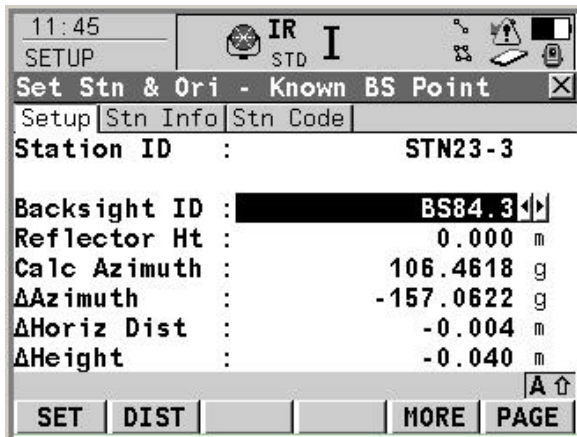 11:45
SETUP
IR
STD I
Set Stn & Ori - Known BS Point X
Setup Stn Info Stn Code
Station ID : STN23-3
Backsight ID : BS84.3
Reflector Ht : 0.000 m
Calc Azimuth : 106.4618 g
ΔAzimuth : -157.0622 g
ΔHoriz Dist : -0.004 m
ΔHeight : -0.040 m
A ⇧
SET DIST MORE PAGE